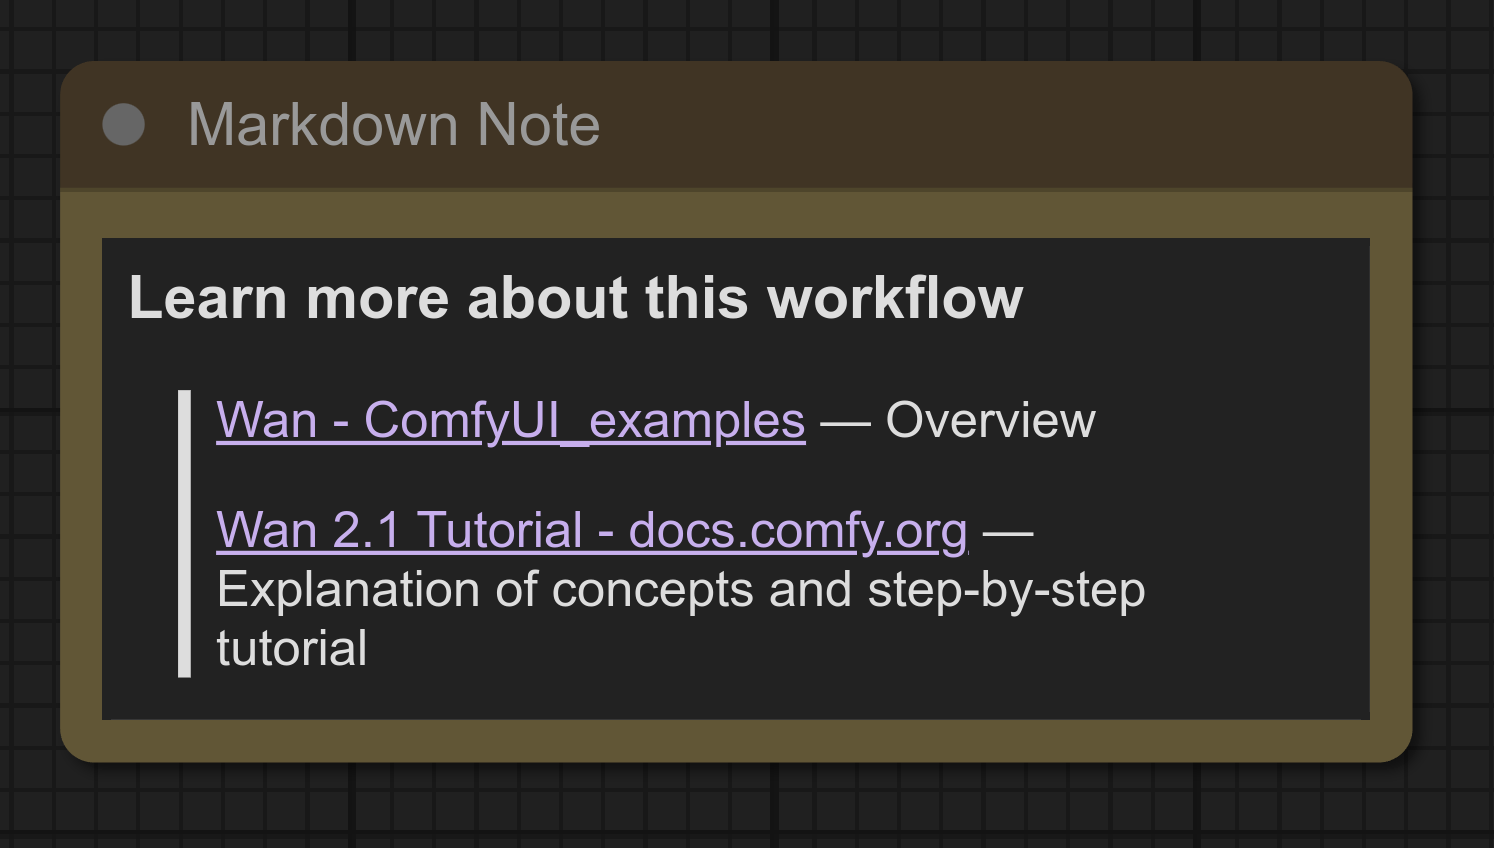 Markdown Note
Learn more about this workflow
Wan - ComfyUI_examples — Overview
Wan 2.1 Tutorial - docs.comfy.org —
Explanation of concepts and step-by-step
tutorial